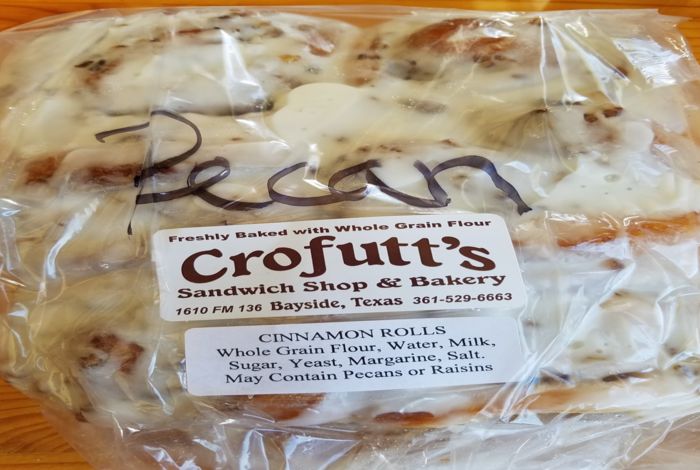 Pecan
Freshly Baked with Whole Grain Flour
Crofutt's
Sandwich Shop & Bakery
1610 FM 136 Bayside, Texas 361-529-6663
CINNAMON ROLLS
Whole Grain Flour, Water, Milk,
Sugar, Yeast, Margarine, Salt.
May Contain Pecans or Raisins